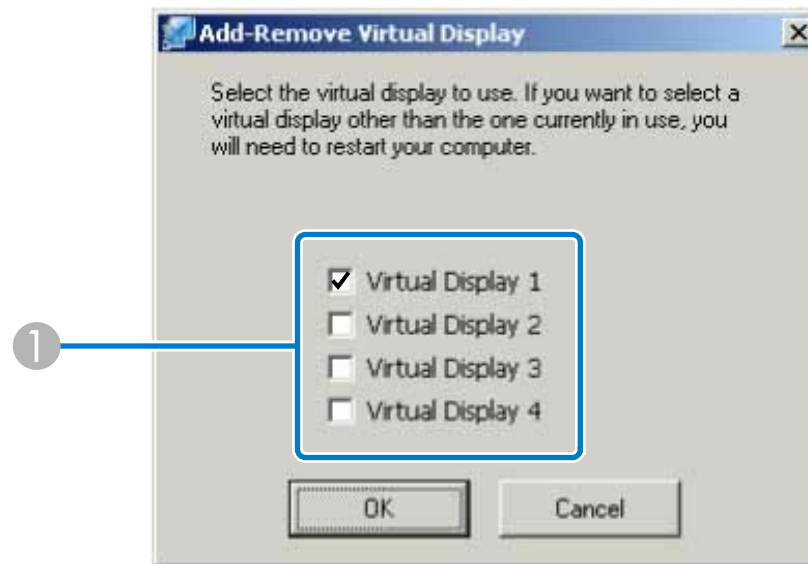 Add-Remove Virtual Display
Select the virtual display to use. If you want to select a
virtual display other than the one currently in use, you
will need to restart your computer.
1
Virtual Display 1
Virtual Display 2
Virtual Display 3
Virtual Display 4
OK
Cancel